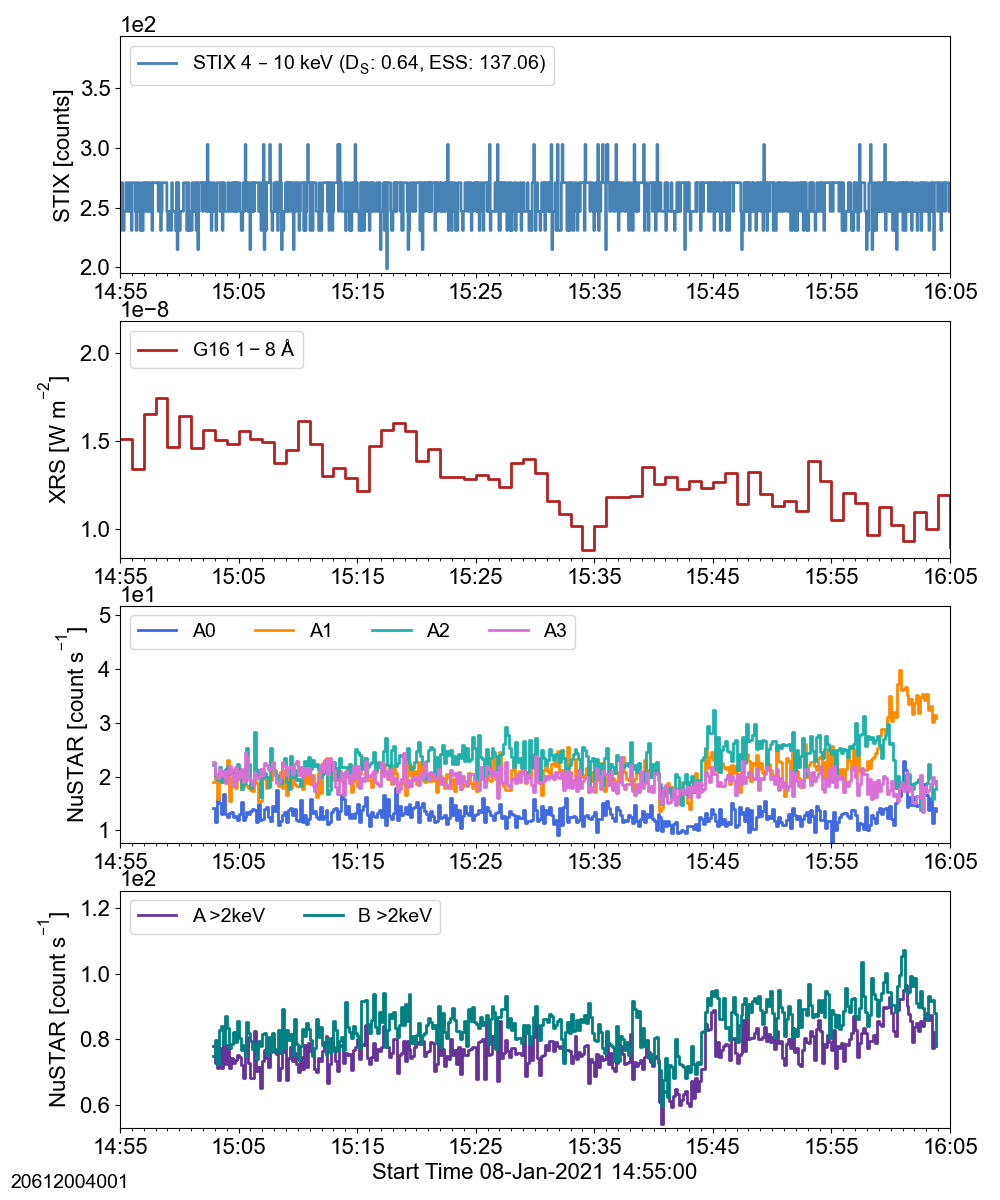 1e2
STIX 4 – 10 keV (DS: 0.64, ESS: 137.06)
STIX [counts]
3.5
3.0
2.5
2.0
14:55 15:05 15:15 15:25 15:35 15:45 15:55 16:05
1e−8
G16 1 – 8 Å
XRS [W m−2]
2.0
1.5
1.0
14:55 15:05 15:15 15:25 15:35 15:45 15:55 16:05
1e1
A0 A1 A2 A3
NuSTAR [count s−1]
5
4
3
2
1
14:55 15:05 15:15 15:25 15:35 15:45 15:55 16:05
1e2
A >2keV B >2keV
NuSTAR [count s−1]
1.2
1.0
0.8
0.6
14:55 15:05 15:15 15:25 15:35 15:45 15:55 16:05
Start Time 08-Jan-2021 14:55:00
20612004001